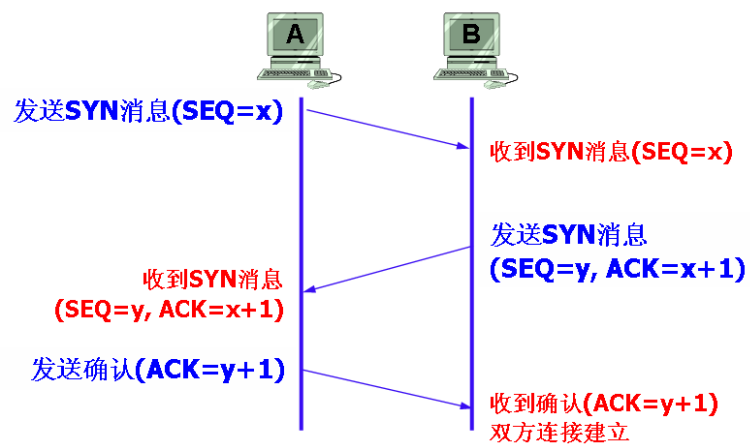 A
B
发送SYN消息(SEQ=x)
收到SYN消息(SEQ=x)
发送SYN消息
(SEQ=y, ACK=x+1)
收到SYN消息
(SEQ=y, ACK=x+1)
发送确认(ACK=y+1)
收到确认(ACK=y+1)
双方连接建立